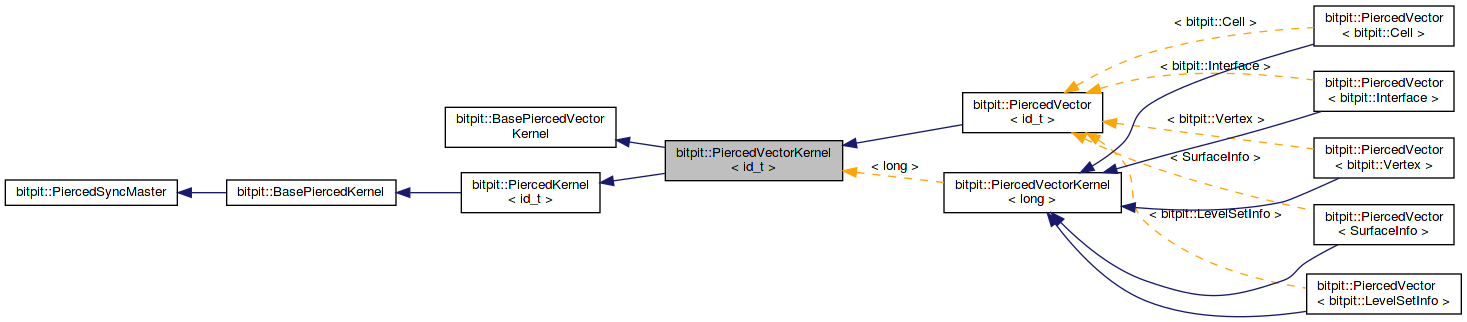 bitpit::PiercedSyncMaster
bitpit::BasePiercedKernel
bitpit::BasePiercedVector
Kernel
bitpit::PiercedKernel
< id_t >
bitpit::PiercedVectorKernel
< id_t >
< long >
bitpit::PiercedVector
< id_t >
bitpit::PiercedVectorKernel
< long >
< bitpit::Cell >
< bitpit::Interface >
< bitpit::Vertex >
< SurfaceInfo >
< bitpit::LevelSetInfo >
bitpit::PiercedVector
< bitpit::Cell >
bitpit::PiercedVector
< bitpit::Interface >
bitpit::PiercedVector
< bitpit::Vertex >
bitpit::PiercedVector
< SurfaceInfo >
bitpit::PiercedVector
< bitpit::LevelSetInfo >